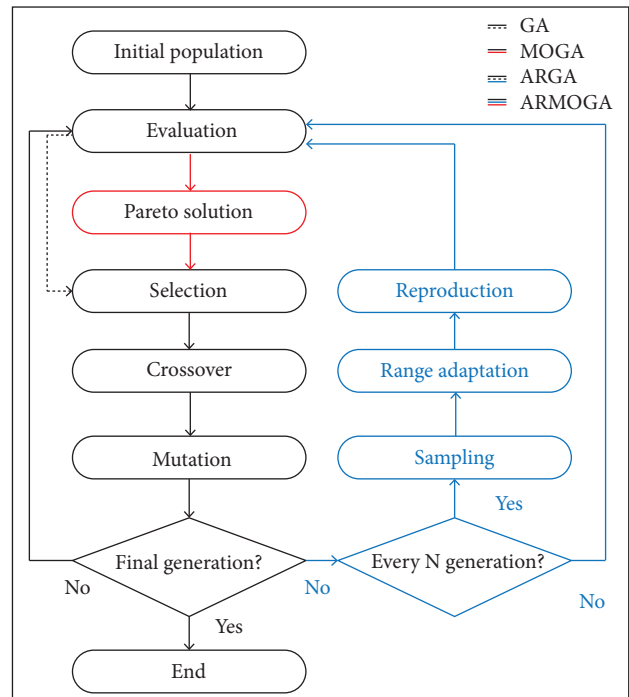 GA
MOGA
ARGA
ARMOGA
Initial population
Evaluation
Pareto solution
Selection
Reproduction
Crossover
Range adaptation
Mutation
Sampling
Yes
Final generation?
Every N generation?
No
No
No
Yes
End